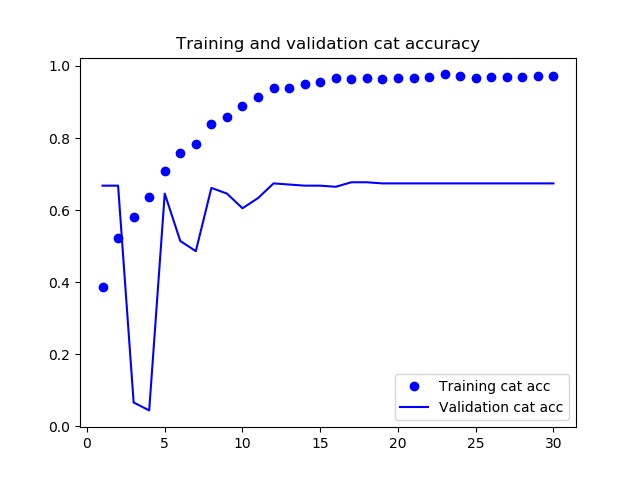 Training and validation cat accuracy
1.0
0.8
0.6
0.4
0.2
0.0
0 5 10 15 20 25 30
Training cat acc
Validation cat acc